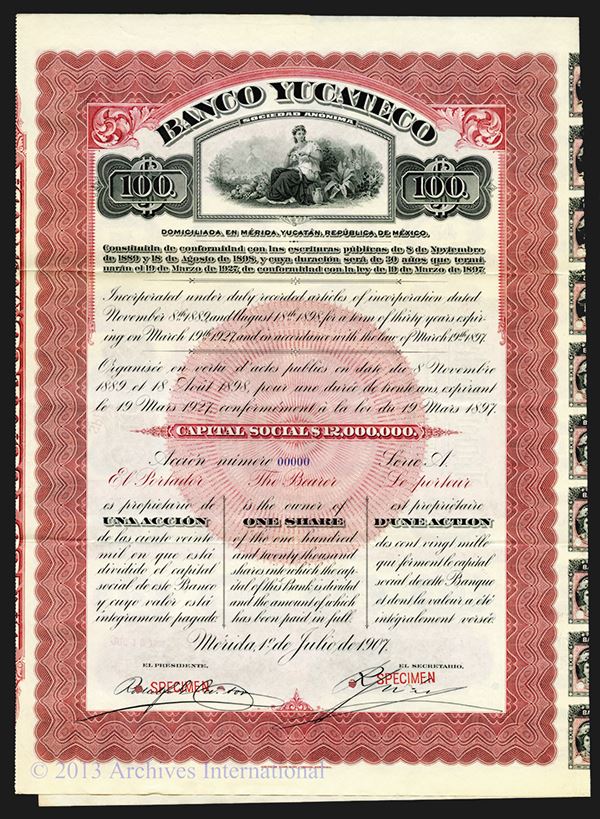 BANCO YUCATECO
SOCIEDAD ANÓNIMA
100. 100.
DOMICILIADA EN MÉRIDA, YUCATÁN, REPÚBLICA DE MÉXICO.
Constituida de conformidad con las escrituras públicas de 8 de Noviembre
de 1889 y 18 de Agosto de 1898, y cuya duración será de 30 años que termi-
narán el 19 de Marzo de 1927, de conformidad con la ley de 19 de Marzo de 1897.
Incorporated under duly recorded articles of incorporation dated
November 8th 1889, and August 18th 1898, for a term of thirty years expir-
ing on March 19th 1927, and in accordance with the law of March 19th 1897.
Organisée en vertu d'actes publics en date du 8 Novembre
1889 et 18 Août 1898, pour une durée de trente ans, expirant
le 19 Mars 1927, conformément à la loi du 19 Mars 1897.
CAPITAL SOCIAL $12,000,000.
Acción número 00000 Serie A.
El Portador The Bearer Le porteur
es propietario de is the owner of est propriétaire
UNA ACCIÓN ONE SHARE D'UNE ACTION
de las ciento veinte of the one hundred des cent vingt mille
mil en que está and twenty thousand qui forment le capital
dividido el capital shares into which the cap- social de cette Banque
social de este Banco ital of this Bank is divided et dont la valeur a été
y cuyo valor está and the amount of which intégralement versée.
íntegramente pagado. has been paid in full.
Mérida, 1º de Julio de 1907.
EL PRESIDENTE. EL SECRETARIO.
SPECIMEN SPECIMEN
© 2013 Archives International